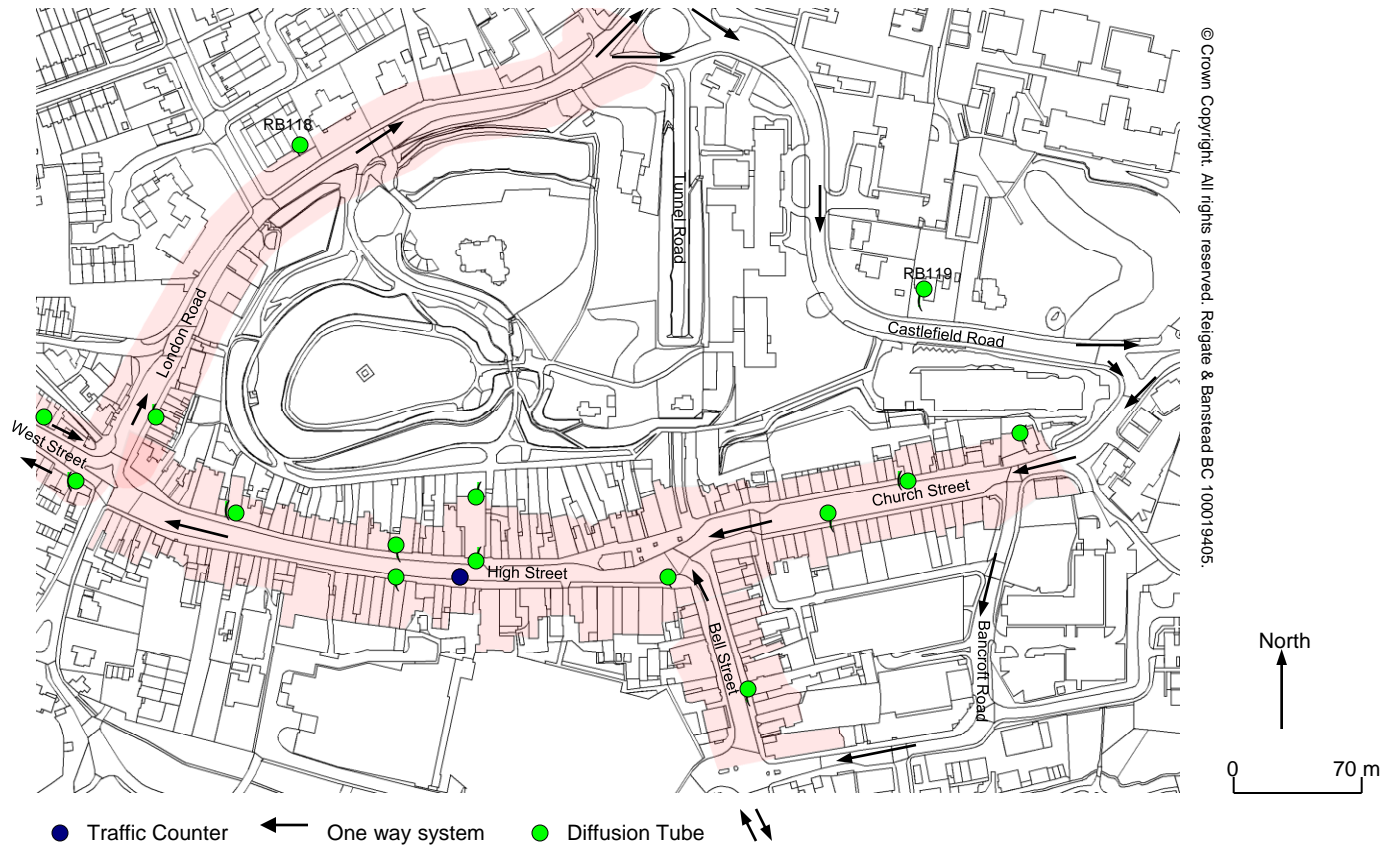 RB118
Tunnel Road
RB119
London Road
Castlefield Road
West Street
Church Street
High Street
Bell Street
Bancroft Road
© Crown Copyright. All rights reserved. Reigate & Banstead BC 100019405.
North
0 70 m
Traffic Counter One way system Diffusion Tube